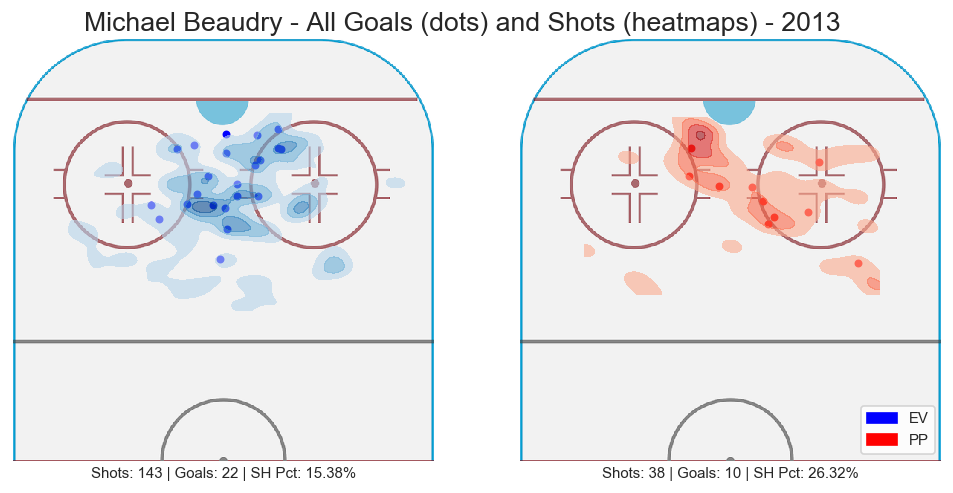 Michael Beaudry - All Goals (dots) and Shots (heatmaps) - 2013
EV
PP
Shots: 143 | Goals: 22 | SH Pct: 15.38%
Shots: 38 | Goals: 10 | SH Pct: 26.32%